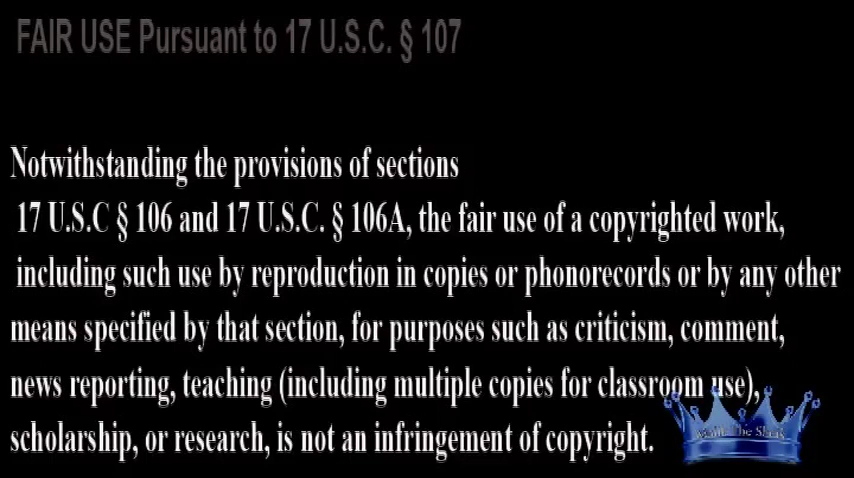 FAIR USE Pursuant to 17 U.S.C. § 107
Notwithstanding the provisions of sections
17 U.S.C § 106 and 17 U.S.C. § 106A, the fair use of a copyrighted work,
including such use by reproduction in copies or phonorecords or by any other
means specified by that section, for purposes such as criticism, comment,
news reporting, teaching (including multiple copies for classroom use),
scholarship, or research, is not an infringement of copyright.
The